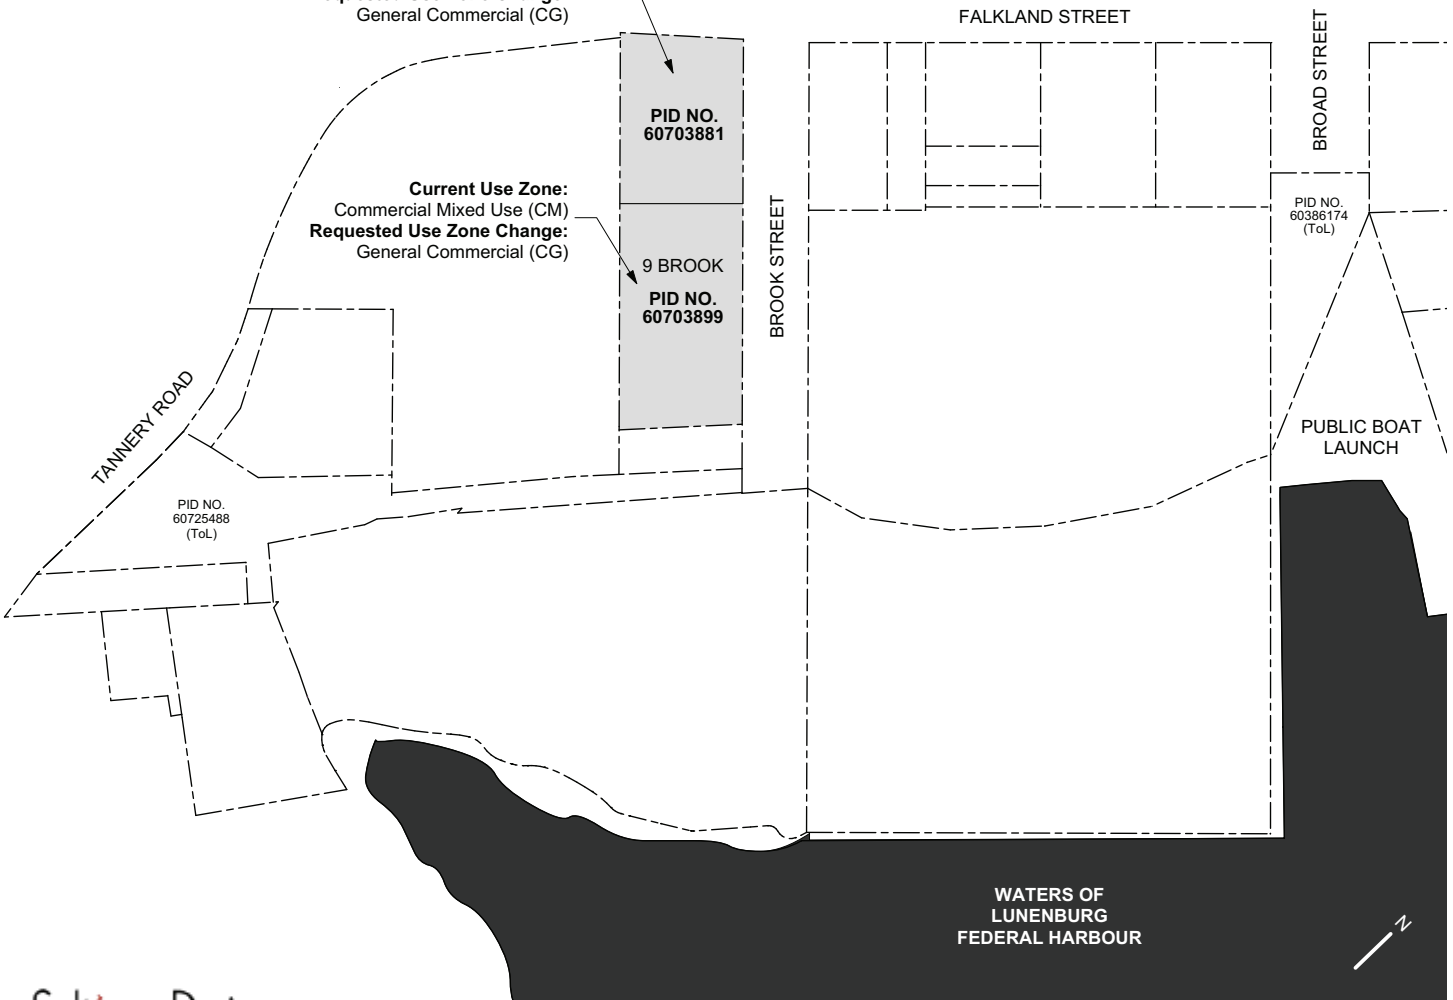 General Commercial (CG)
FALKLAND STREET
BROAD STREET
PID NO.
60703881
Current Use Zone:
Commercial Mixed Use (CM)
Requested Use Zone Change:
General Commercial (CG)
9 BROOK
PID NO.
60703899
BROOK STREET
PID NO.
60386174
(ToL)
TANNERY ROAD
PUBLIC BOAT
LAUNCH
PID NO.
60725488
(ToL)
WATERS OF
LUNENBURG
FEDERAL HARBOUR
N